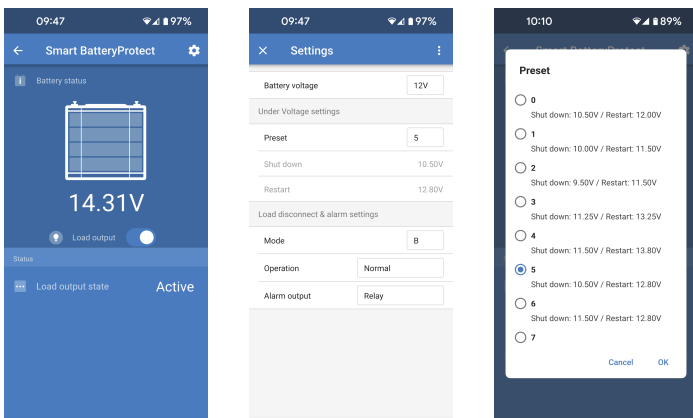 09:47
97%
Smart BatteryProtect
Battery status
14.31V
Load output
Status
Load output state
Active
09:47
97%
Settings
Battery voltage
12V
Under Voltage settings
Preset
5
Shut down
10.50V
Restart
12.80V
Load disconnect & alarm settings
Mode
B
Operation
Normal
Alarm output
Relay
10:10
89%
Smart BatteryProtect
Preset
0
Shut down: 10.50V / Restart: 12.00V
1
Shut down: 10.00V / Restart: 11.50V
2
Shut down: 9.50V / Restart: 11.50V
3
Shut down: 11.25V / Restart: 13.25V
4
Shut down: 11.50V / Restart: 13.80V
5
Shut down: 10.50V / Restart: 12.80V
6
Shut down: 11.50V / Restart: 12.80V
7
Cancel
OK